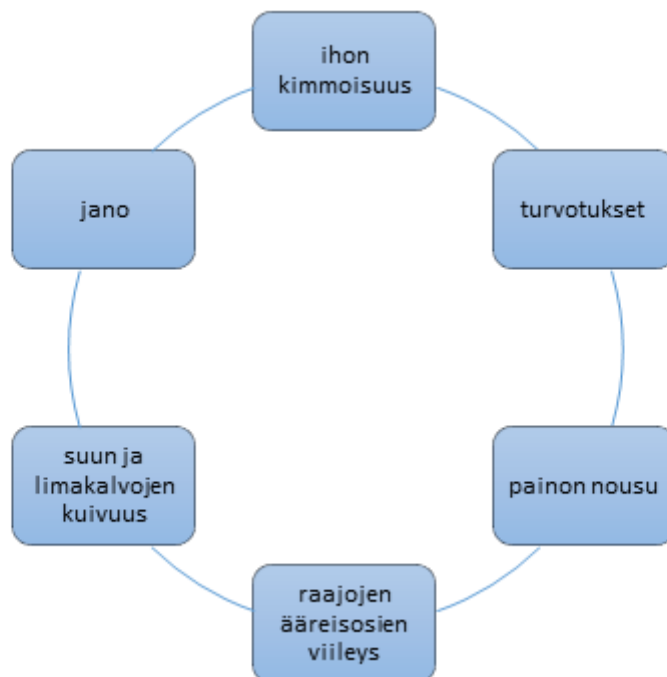 ihon
kimmoisuus
turvotukset
painon nousu
raajojen
ääreisosien
viileys
suun ja
limakalvojen
kuivuus
jano